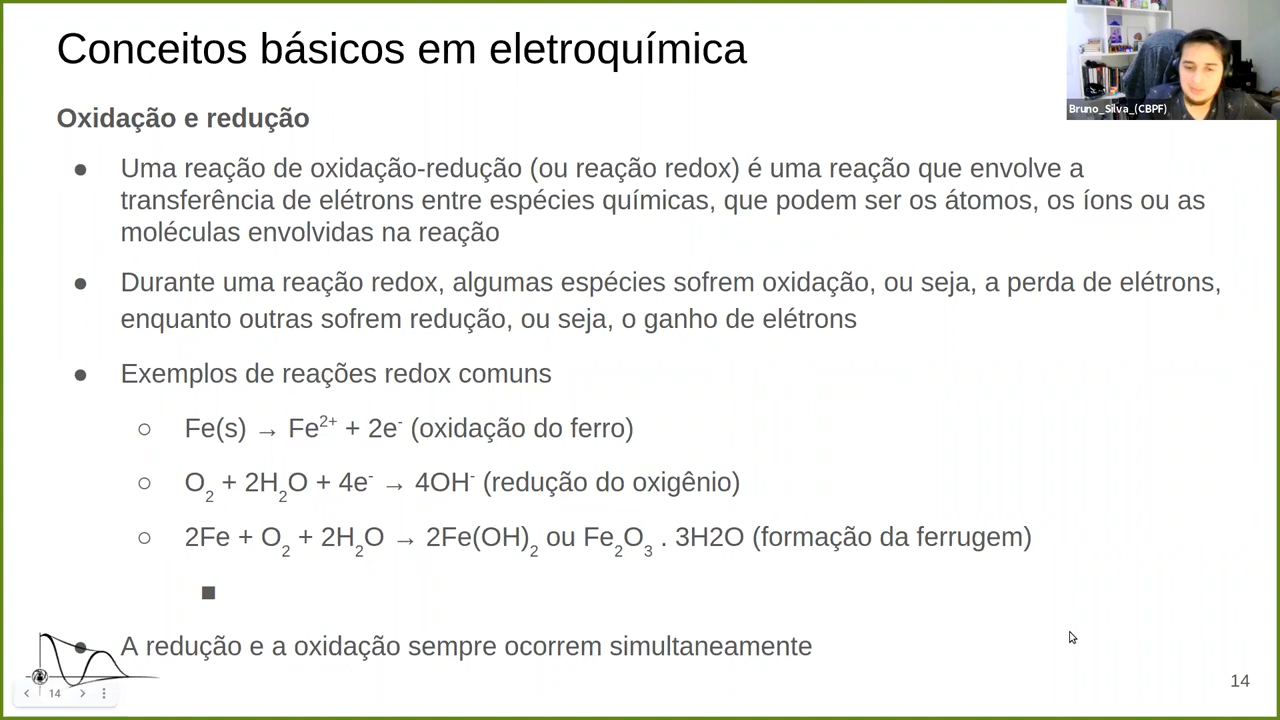 Conceitos básicos em eletroquímica
Bruno_Silva_(CBPF)
Oxidação e redução
● Uma reação de oxidação-redução (ou reação redox) é uma reação que envolve a
transferência de elétrons entre espécies químicas, que podem ser os átomos, os íons ou as
moléculas envolvidas na reação
● Durante uma reação redox, algumas espécies sofrem oxidação, ou seja, a perda de elétrons,
enquanto outras sofrem redução, ou seja, o ganho de elétrons
● Exemplos de reações redox comuns
○ Fe(s) → Fe²⁺ + 2e⁻ (oxidação do ferro)
○ O₂ + 2H₂O + 4e⁻ → 4OH⁻ (redução do oxigênio)
○ 2Fe + O₂ + 2H₂O → 2Fe(OH)₂ ou Fe₂O₃ . 3H2O (formação da ferrugem)
■
● A redução e a oxidação sempre ocorrem simultaneamente
14
14